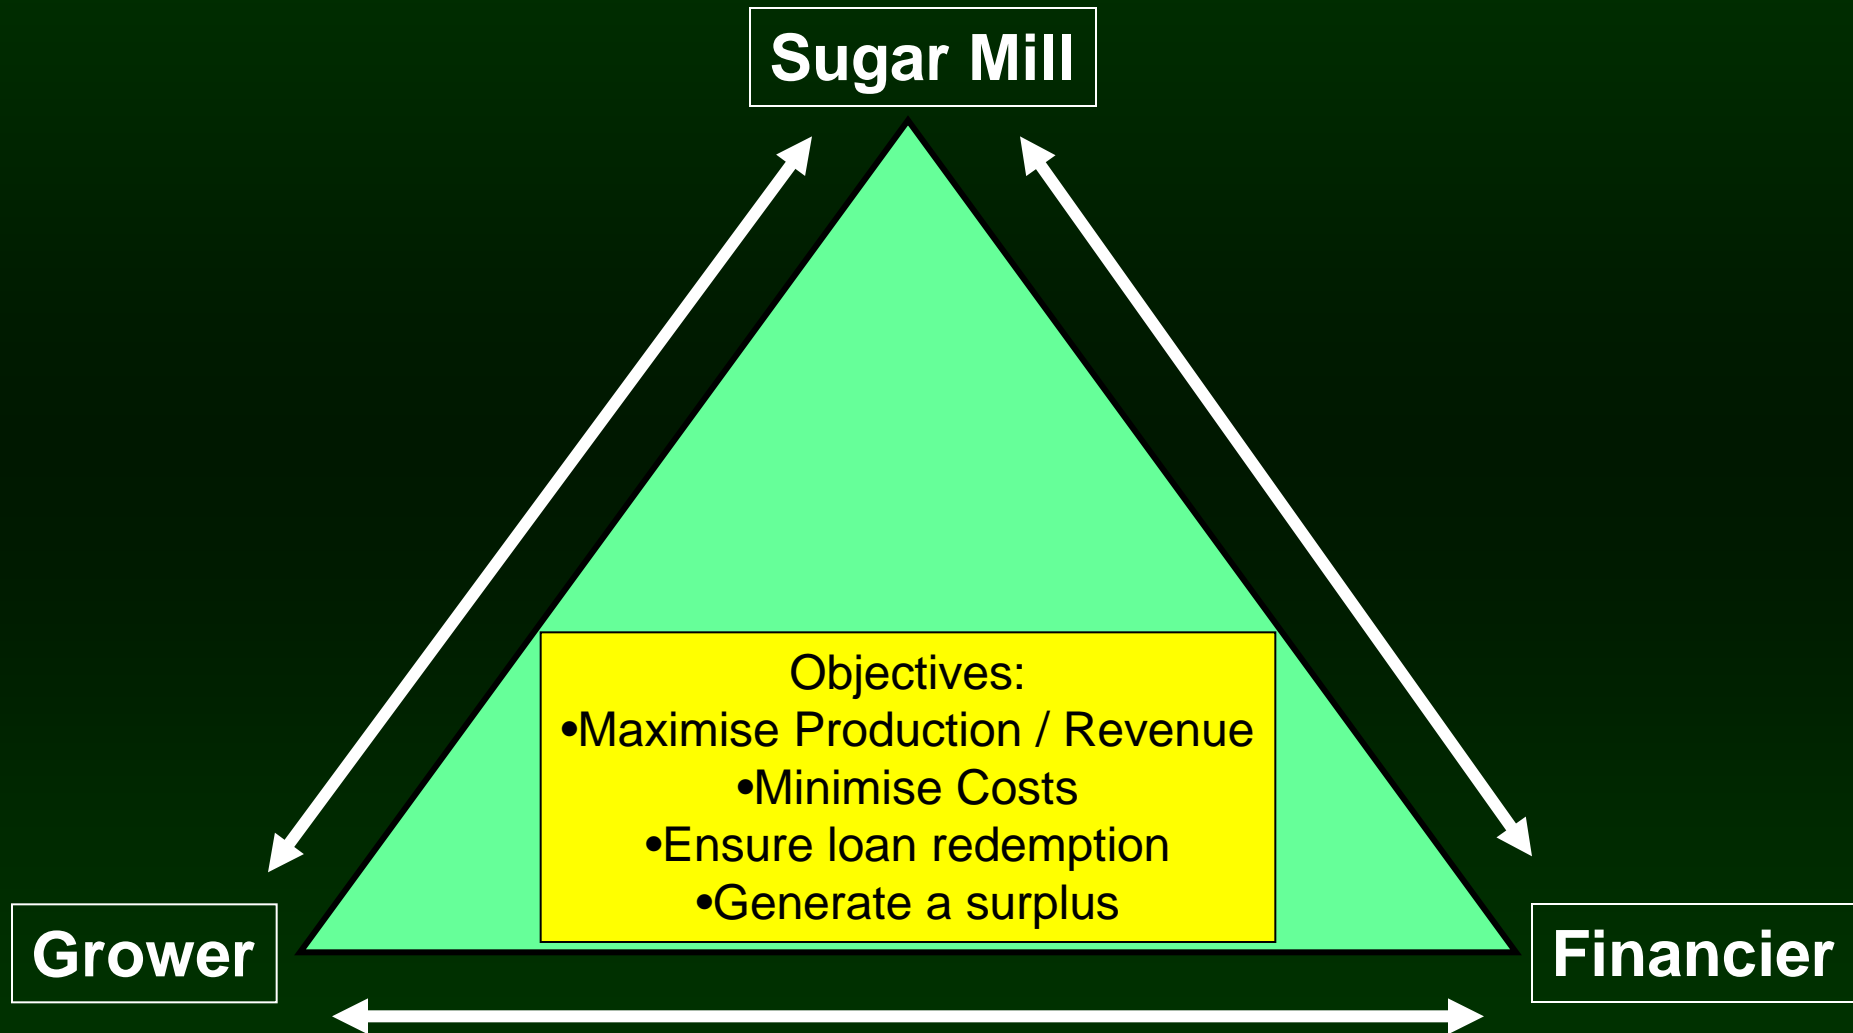 Sugar Mill
Objectives:
•Maximise Production / Revenue
•Minimise Costs
•Ensure loan redemption
•Generate a surplus
Grower
Financier